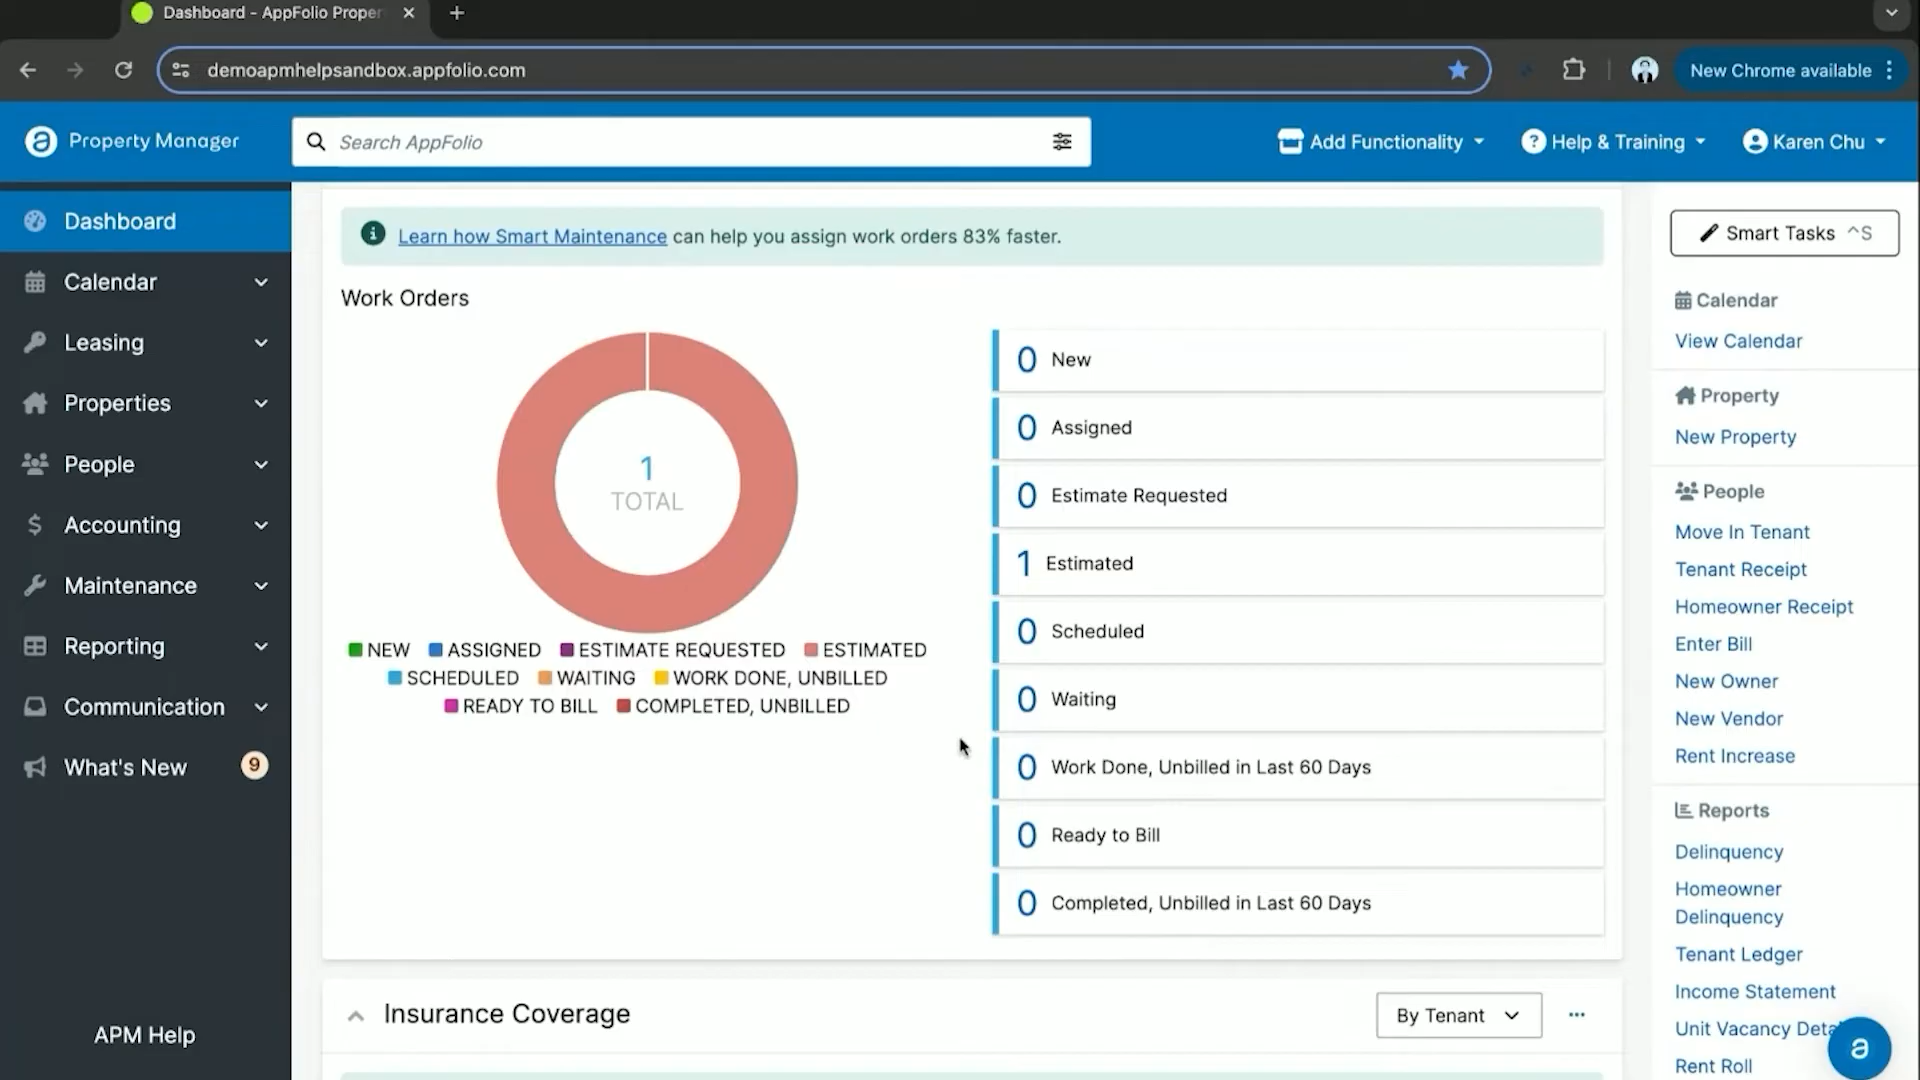 Dashboard - AppFolio Proper
demoapmhelpsandbox.appfolio.com
New Chrome available
a Property Manager
Search AppFolio
Add Functionality
? Help & Training
Karen Chu
Dashboard
Calendar
Leasing
Properties
People
$ Accounting
Maintenance
Reporting
Communication
What's New 9
APM Help
i Learn how Smart Maintenance can help you assign work orders 83% faster.
Work Orders
1
TOTAL
NEW ASSIGNED ESTIMATE REQUESTED ESTIMATED
SCHEDULED WAITING WORK DONE, UNBILLED
READY TO BILL COMPLETED, UNBILLED
0 New
0 Assigned
0 Estimate Requested
1 Estimated
0 Scheduled
0 Waiting
0 Work Done, Unbilled in Last 60 Days
0 Ready to Bill
0 Completed, Unbilled in Last 60 Days
Insurance Coverage
By Tenant
Smart Tasks ^S
Calendar
View Calendar
Property
New Property
People
Move In Tenant
Tenant Receipt
Homeowner Receipt
Enter Bill
New Owner
New Vendor
Rent Increase
Reports
Delinquency
Homeowner
Delinquency
Tenant Ledger
Income Statement
Unit Vacancy Deta
Rent Roll
a